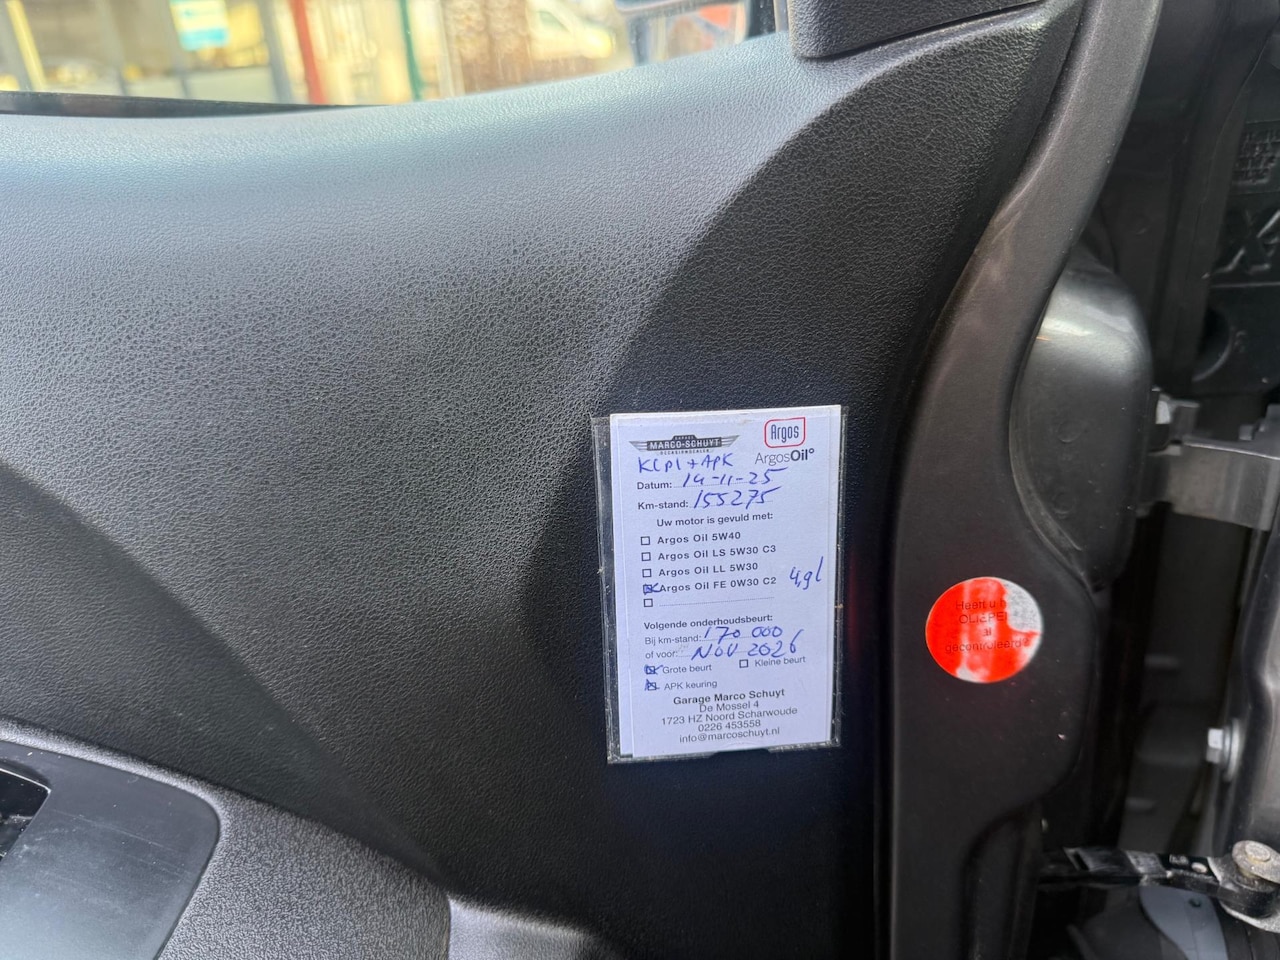 GARAGE
MARCO-SCHUYT
OCCASIONDEALER
Argos
ArgosOil
+ APK
Datum: 14-11-25
Km-stand: 155275
Uw motor is gevuld met:
Argos Oil 5W40
Argos Oil LS 5W30 C3
Argos Oil LL 5W30
Argos Oil FE 0W30 C2 4,9l
Volgende onderhoudsbeurt:
Bij km-stand: 170 000
of voor: NOV 2026
Grote beurt Kleine beurt
APK keuring
Garage Marco Schuyt
De Mossel 4
1723 HZ Noord Scharwoude
0226 453558
info@marcoschuyt.nl
Heeft u h
OLIEPEI
al
gecontroleerd